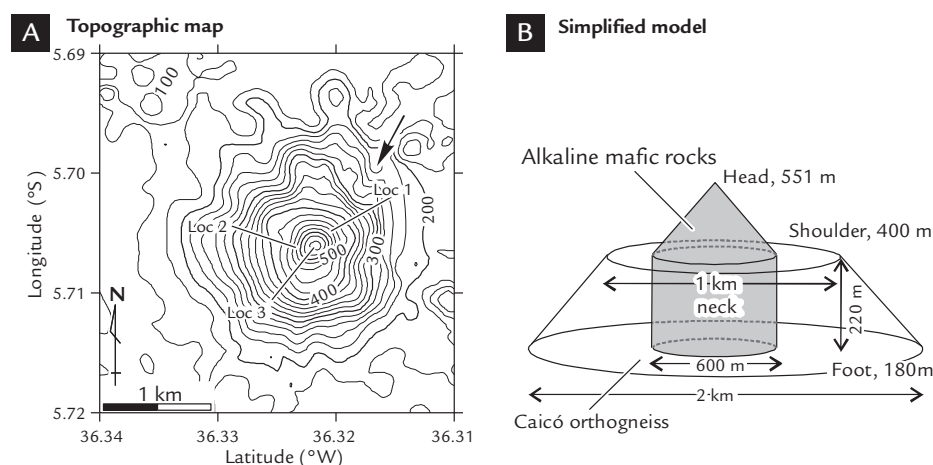 A Topographic map
5.69
5.70
5.71
5.72
Longitude (°S)
100
Loc 1
200
Loc 2
300
500
400
Loc 3
N
1 km
36.34 36.33 36.32 36.31
Latitude (°W)
B Simplified model
Alkaline mafic rocks
Head, 551 m
Shoulder, 400 m
1 km
neck
220 m
600 m
Foot, 180m
2 km
Caicó orthogneiss